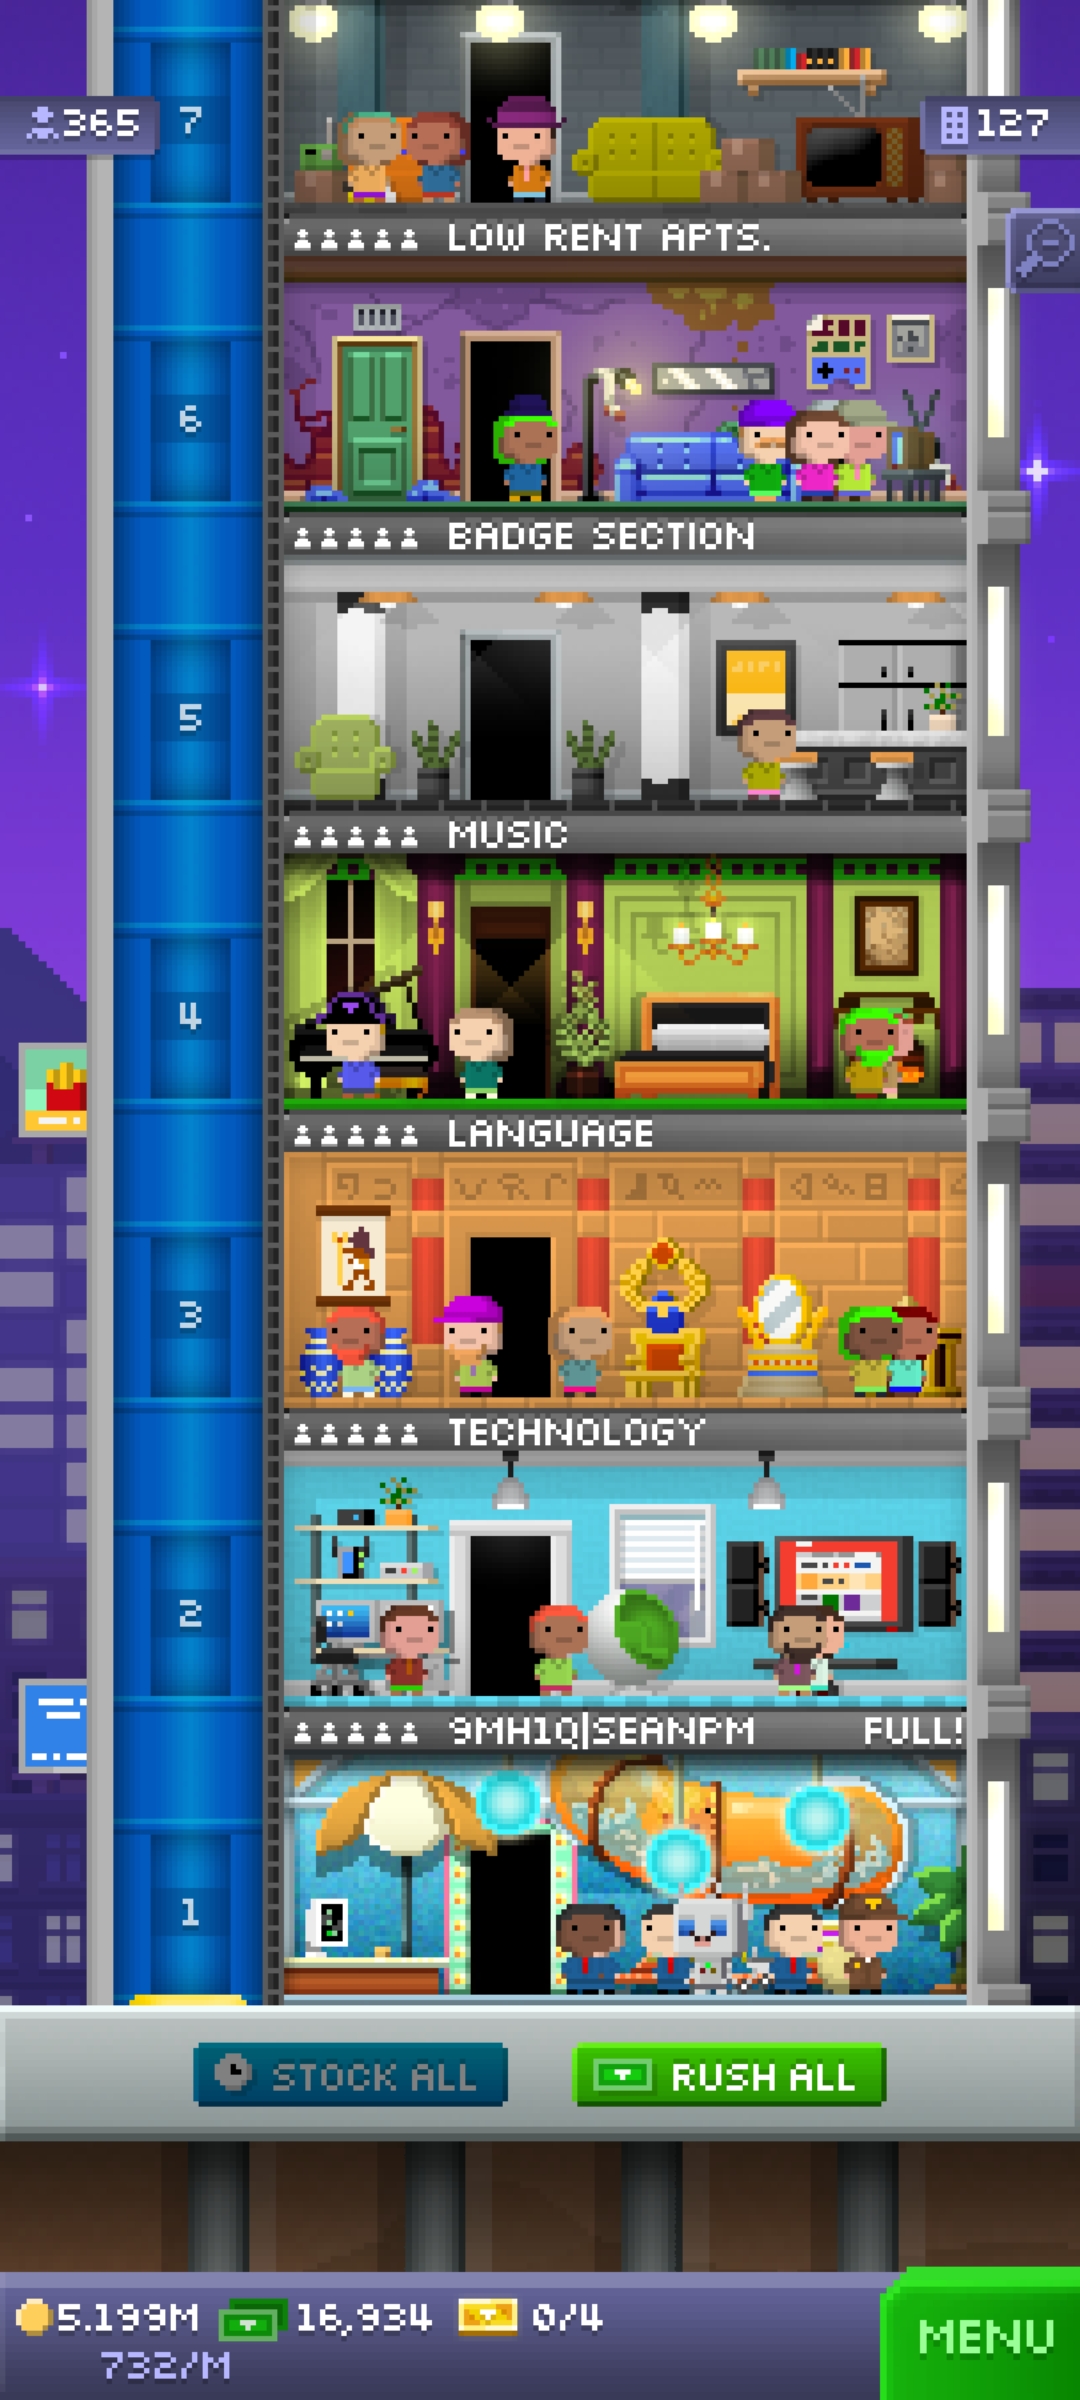 365
7
127
LOW RENT APTS.
6
BADGE SECTION
5
MUSIC
4
LANGUAGE
3
TECHNOLOGY
2
9MH1Q|SEANPM FULL!
1
STOCK ALL
RUSH ALL
5.199M 16,934 0/4
732/M
MENU